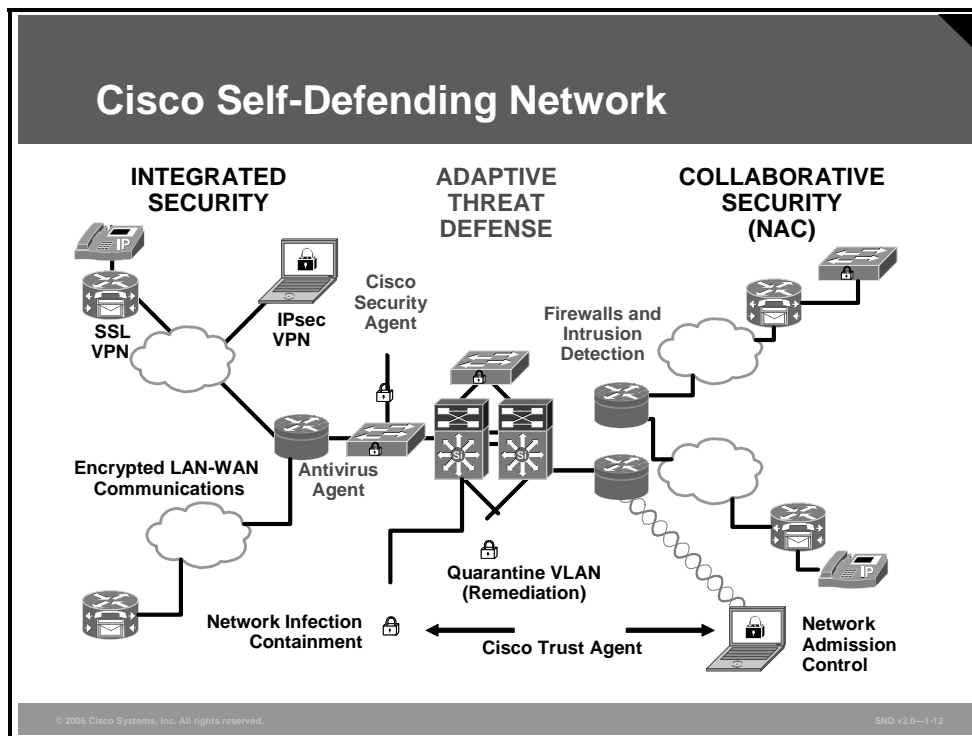 Cisco Self-Defending Network
INTEGRATED
SECURITY
ADAPTIVE
THREAT
DEFENSE
COLLABORATIVE
SECURITY
(NAC)
IP
SSL
VPN
IPsec
VPN
Cisco
Security
Agent
Firewalls and
Intrusion
Detection
Encrypted LAN-WAN
Communications
Antivirus
Agent
Si
Si
IP
Quarantine VLAN
(Remediation)
Network Infection
Containment
Cisco Trust Agent
Network
Admission
Control
© 2006 Cisco Systems, Inc. All rights reserved.
SND v2.0—1-12